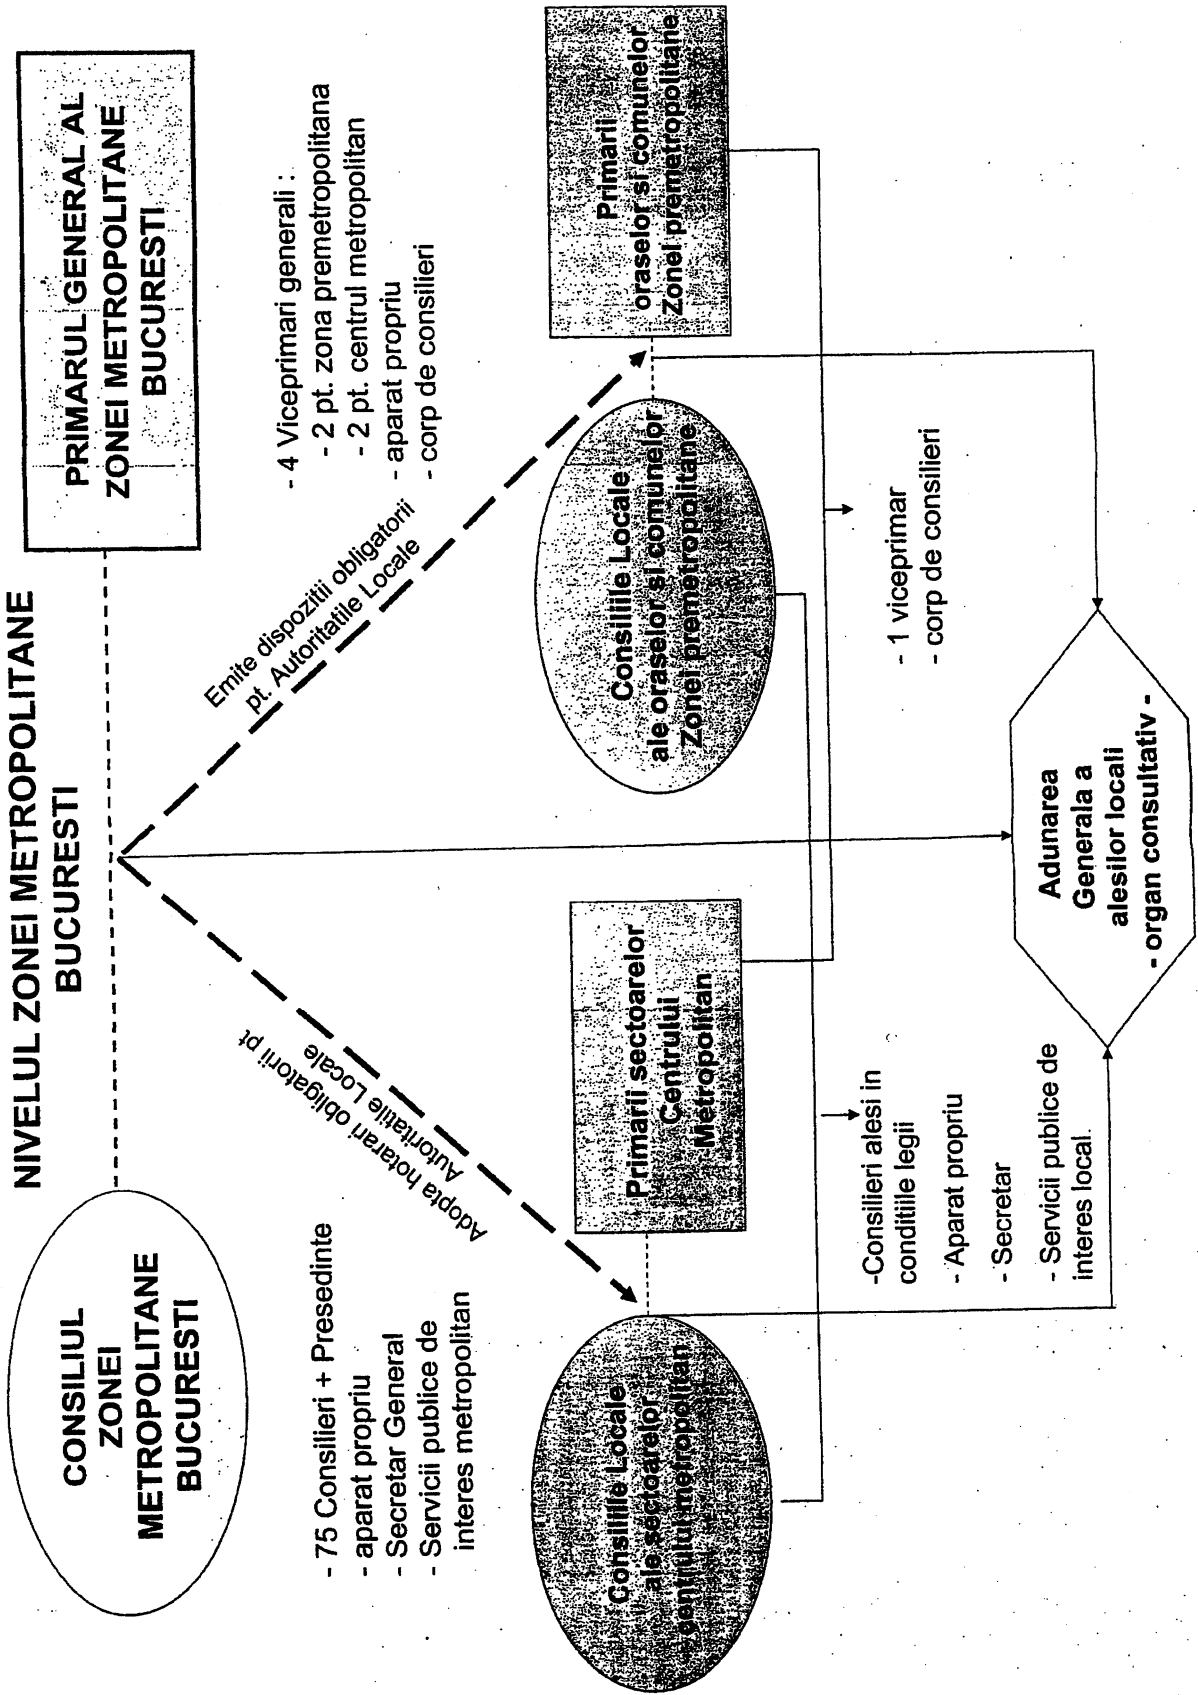 NIVELUL ZONEI METROPOLITANE
BUCURESTI
CONSILIUL
ZONEI
METROPOLITANE
BUCURESTI
PRIMARUL GENERAL AL
ZONEI METROPOLITANE
BUCURESTI
- 75 Consilieri + Presedinte
- aparat propriu
- Secretar General
- Servicii publice de
interes metropolitan
Adopta hotarari obligatorii pt
Autoritatile Locale
Emite dispozitii obligatorii
pt. Autoritatile Locale
- 4 Viceprimari generali :
- 2 pt. zona premetropolitana
- 2 pt. centrul metropolitan
- aparat propriu
- corp de consilieri
Consiliile Locale
ale sectoarelor
centrului metropolitan
Primarii sectoarelor
Centrului
Metropolitan
Consiliile Locale
ale oraselor si comunelor
Zonei premetropolitane
Primarii
oraselor si comunelor
Zonei premetropolitane
-Consilieri alesi in
conditiile legii
- Aparat propriu
- Secretar
- Servicii publice de
interes local.
- 1 viceprimar
- corp de consilieri
Adunarea
Generala a
alesilor locali
- organ consultativ -